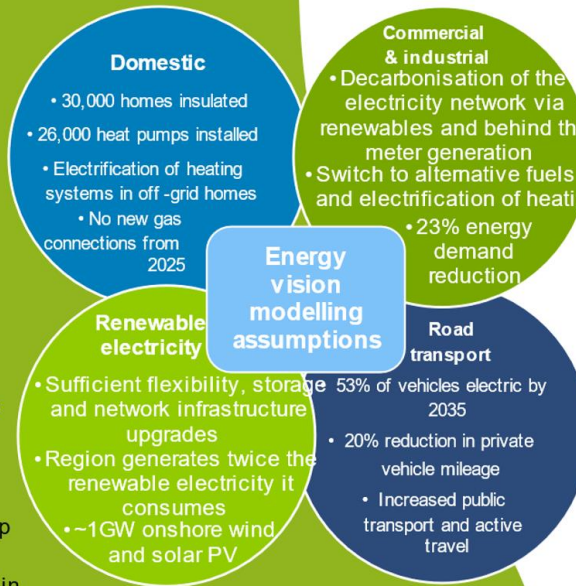 Domestic
• 30,000 homes insulated
• 26,000 heat pumps installed
• Electrification of heating
systems in off -grid homes
• No new gas
connections from
2025
Commercial
& industrial
• Decarbonisation of the
electricity network via
renewables and behind th
meter generation
• Switch to alternative fuels
and electrification of heati
• 23% energy
demand
reduction
Energy
vision
modelling
assumptions
Renewable
electricity
• Sufficient flexibility, storage
and network infrastructure
upgrades
• Region generates twice the
renewable electricity it
consumes
• ~1GW onshore wind
and solar PV
Road
transport
53% of vehicles electric by
2035
• 20% reduction in private
vehicle mileage
• Increased public
transport and active
travel
p
in